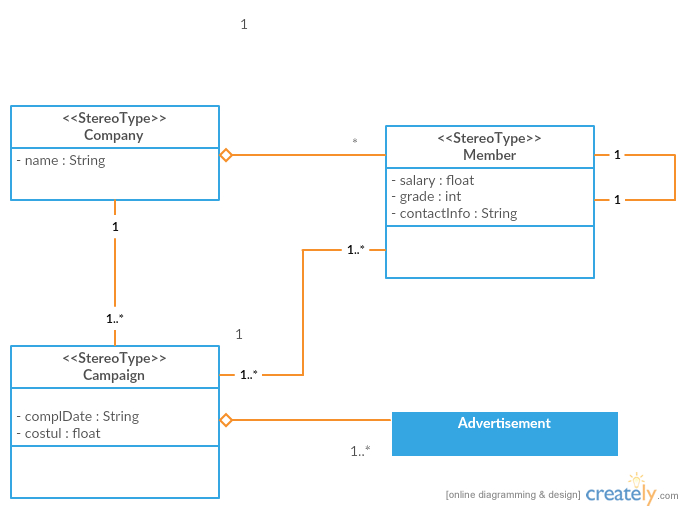 1
<<StereoType>>
Company
- name : String
*
<<StereoType>>
Member
- salary : float
- grade : int
- contactInfo : String
1
1
1
1..*
1..*
1
1..*
<<StereoType>>
Campaign
- complDate : String
- costul : float
Advertisement
1..*
[online diagramming & design] creately.com